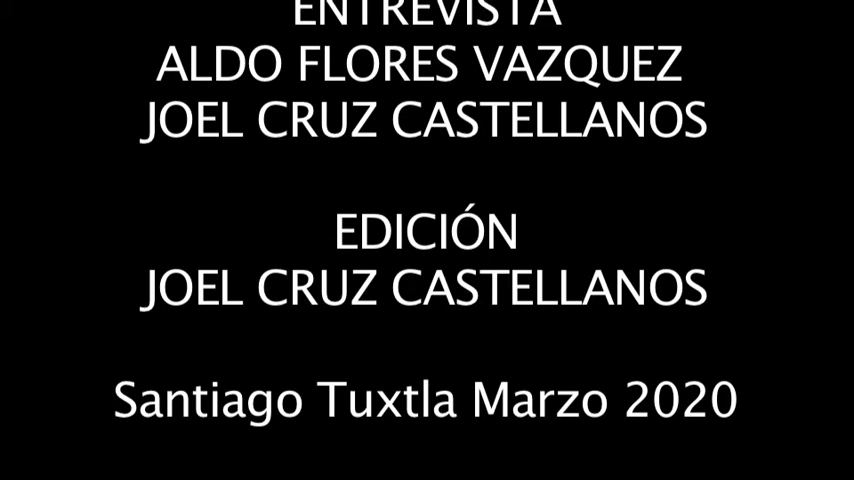 ENTREVISTA
ALDO FLORES VAZQUEZ
JOEL CRUZ CASTELLANOS
EDICIÓN
JOEL CRUZ CASTELLANOS
Santiago Tuxtla Marzo 2020